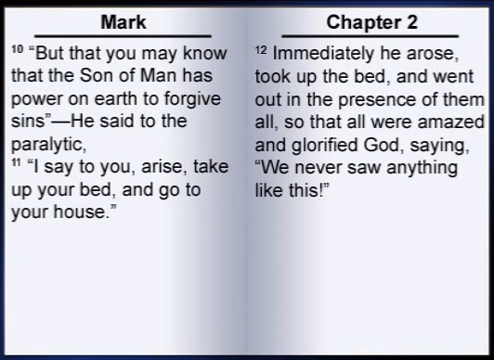 Mark
10 “But that you may know
that the Son of Man has
power on earth to forgive
sins”—He said to the
paralytic,
11 “I say to you, arise, take
up your bed, and go to
your house.”
Chapter 2
12 Immediately he arose,
took up the bed, and went
out in the presence of them
all, so that all were amazed
and glorified God, saying,
“We never saw anything
like this!”